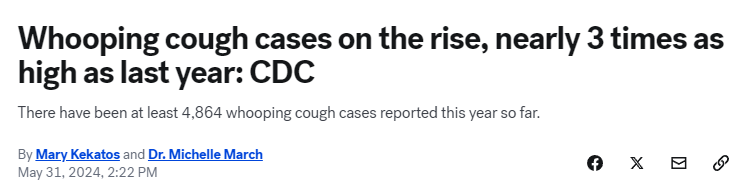 Whooping cough cases on the rise, nearly 3 times as
high as last year: CDC
There have been at least 4,864 whooping cough cases reported this year so far.
By Mary Kekatos and Dr. Michelle March
May 31, 2024, 2:22 PM